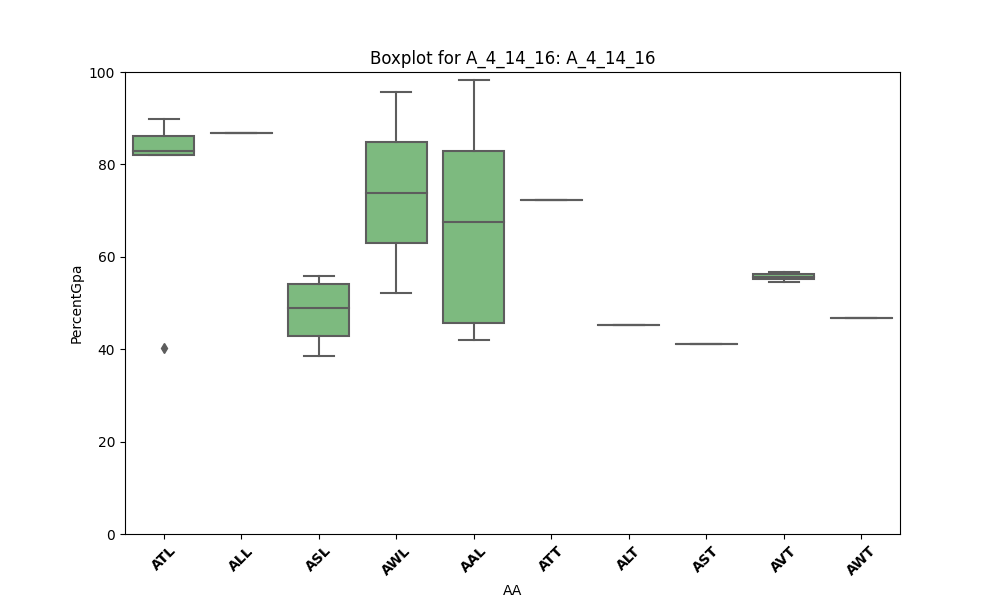 Boxplot for A_4_14_16: A_4_14_16
100
80
60
40
20
0
PercentGpa
ATL ALL ASL AWL AAL ATT ALT AST AVT AWT
AA